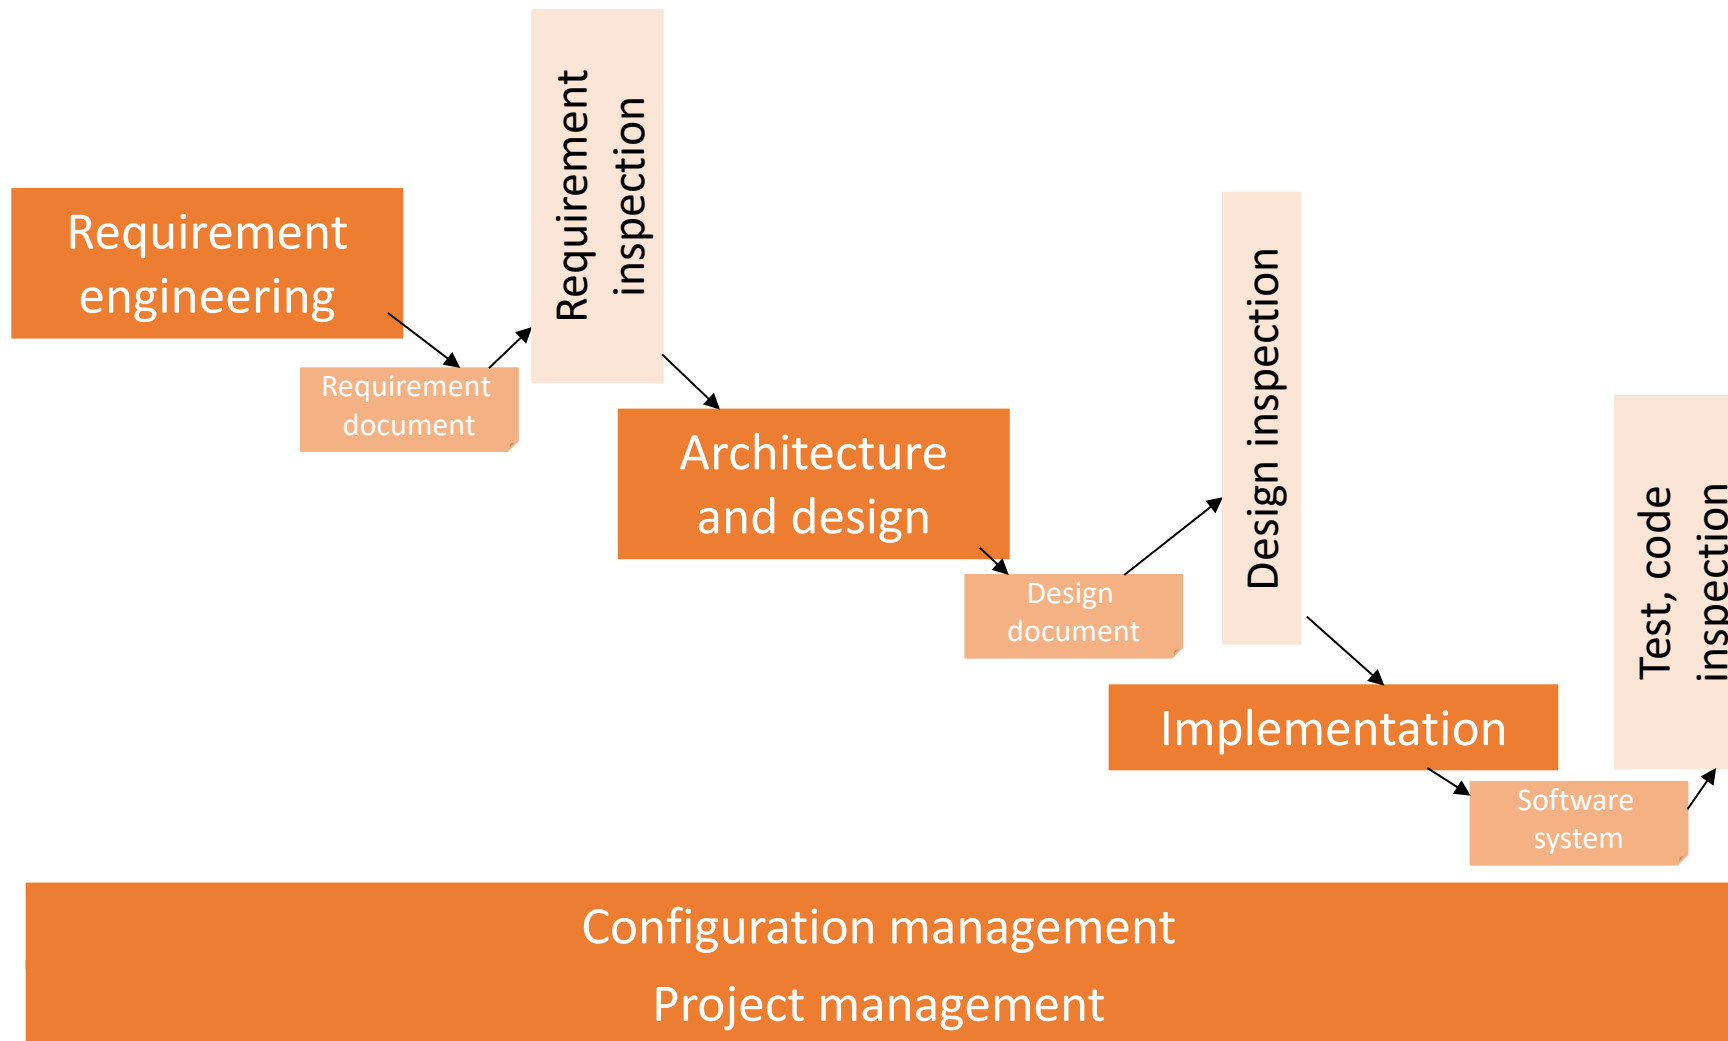 Requirement
inspection
Requirement
engineering
Requirement
document
Architecture
and design
Design inspection
Design
document
Test, code
inspection
Implementation
Software
system
Configuration management
Project management